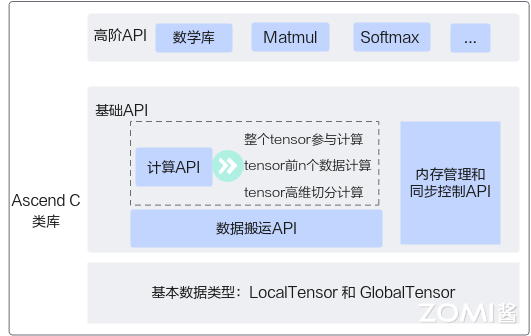 高阶API
数学库
Matmul
Softmax
...
基础API
整个tensor参与计算
计算API
tensor前n个数据计算
tensor高维切分计算
内存管理和
同步控制API
数据搬运API
Ascend C
类库
基本数据类型：LocalTensor 和 GlobalTensor
ZOMI酱